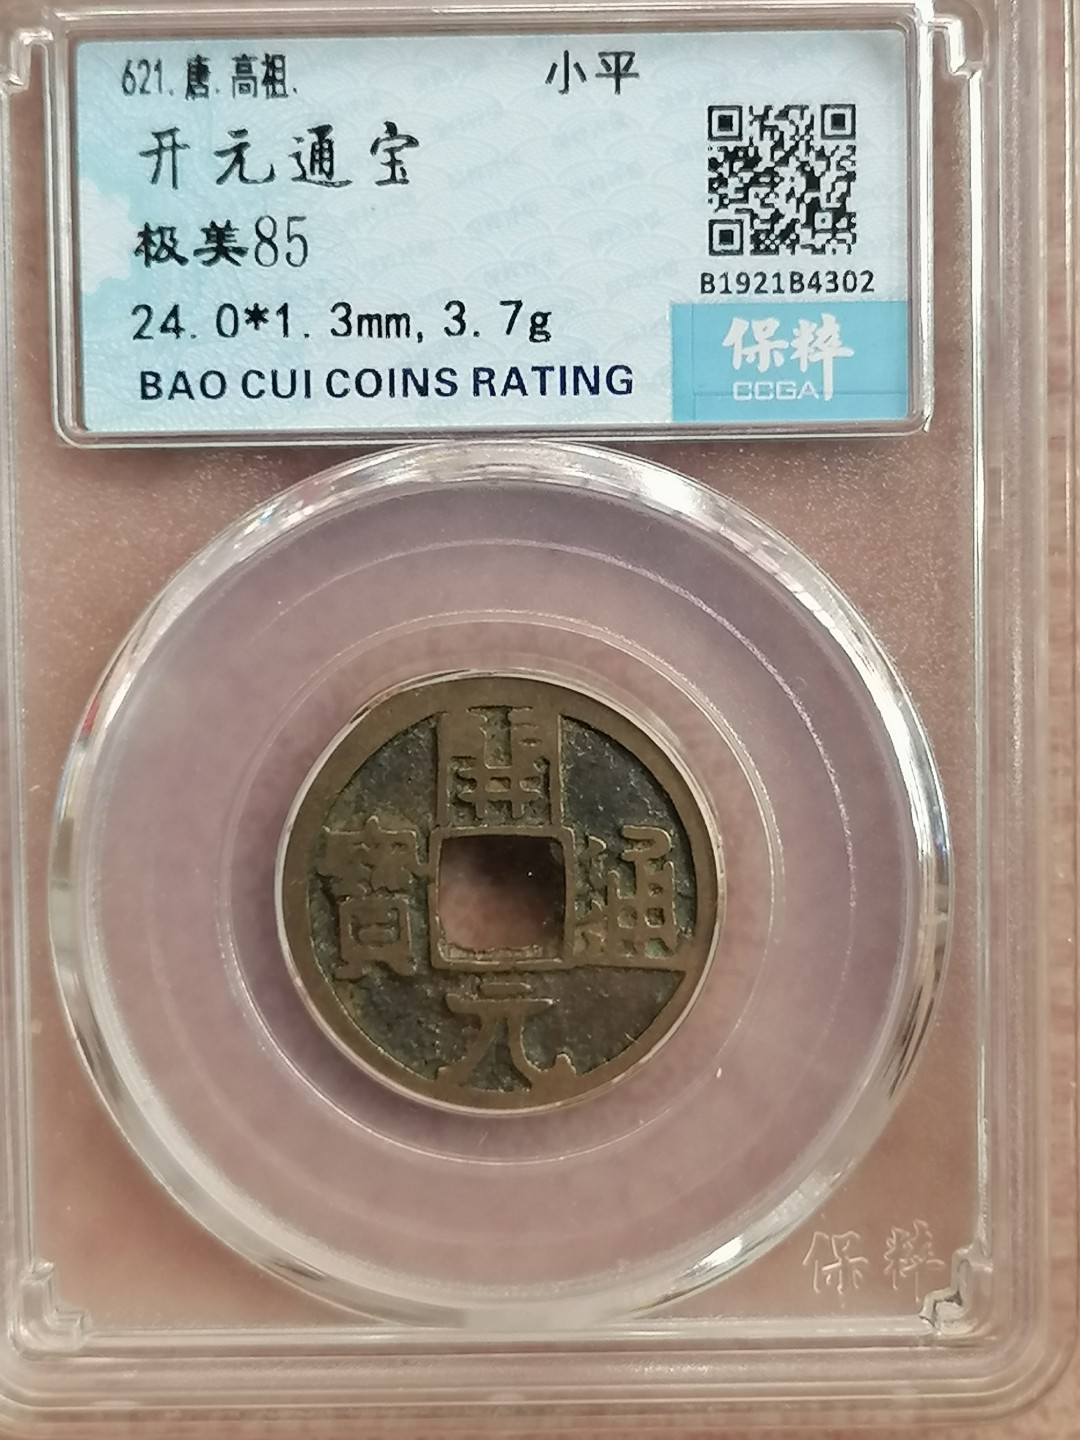 621.唐.高祖.
小平
开元通宝
极美85
24.0*1.3mm,3.7g
BAO CUI COINS RATING
B1921B4302
保粹
CCGA
開
寶 通
元
保粹